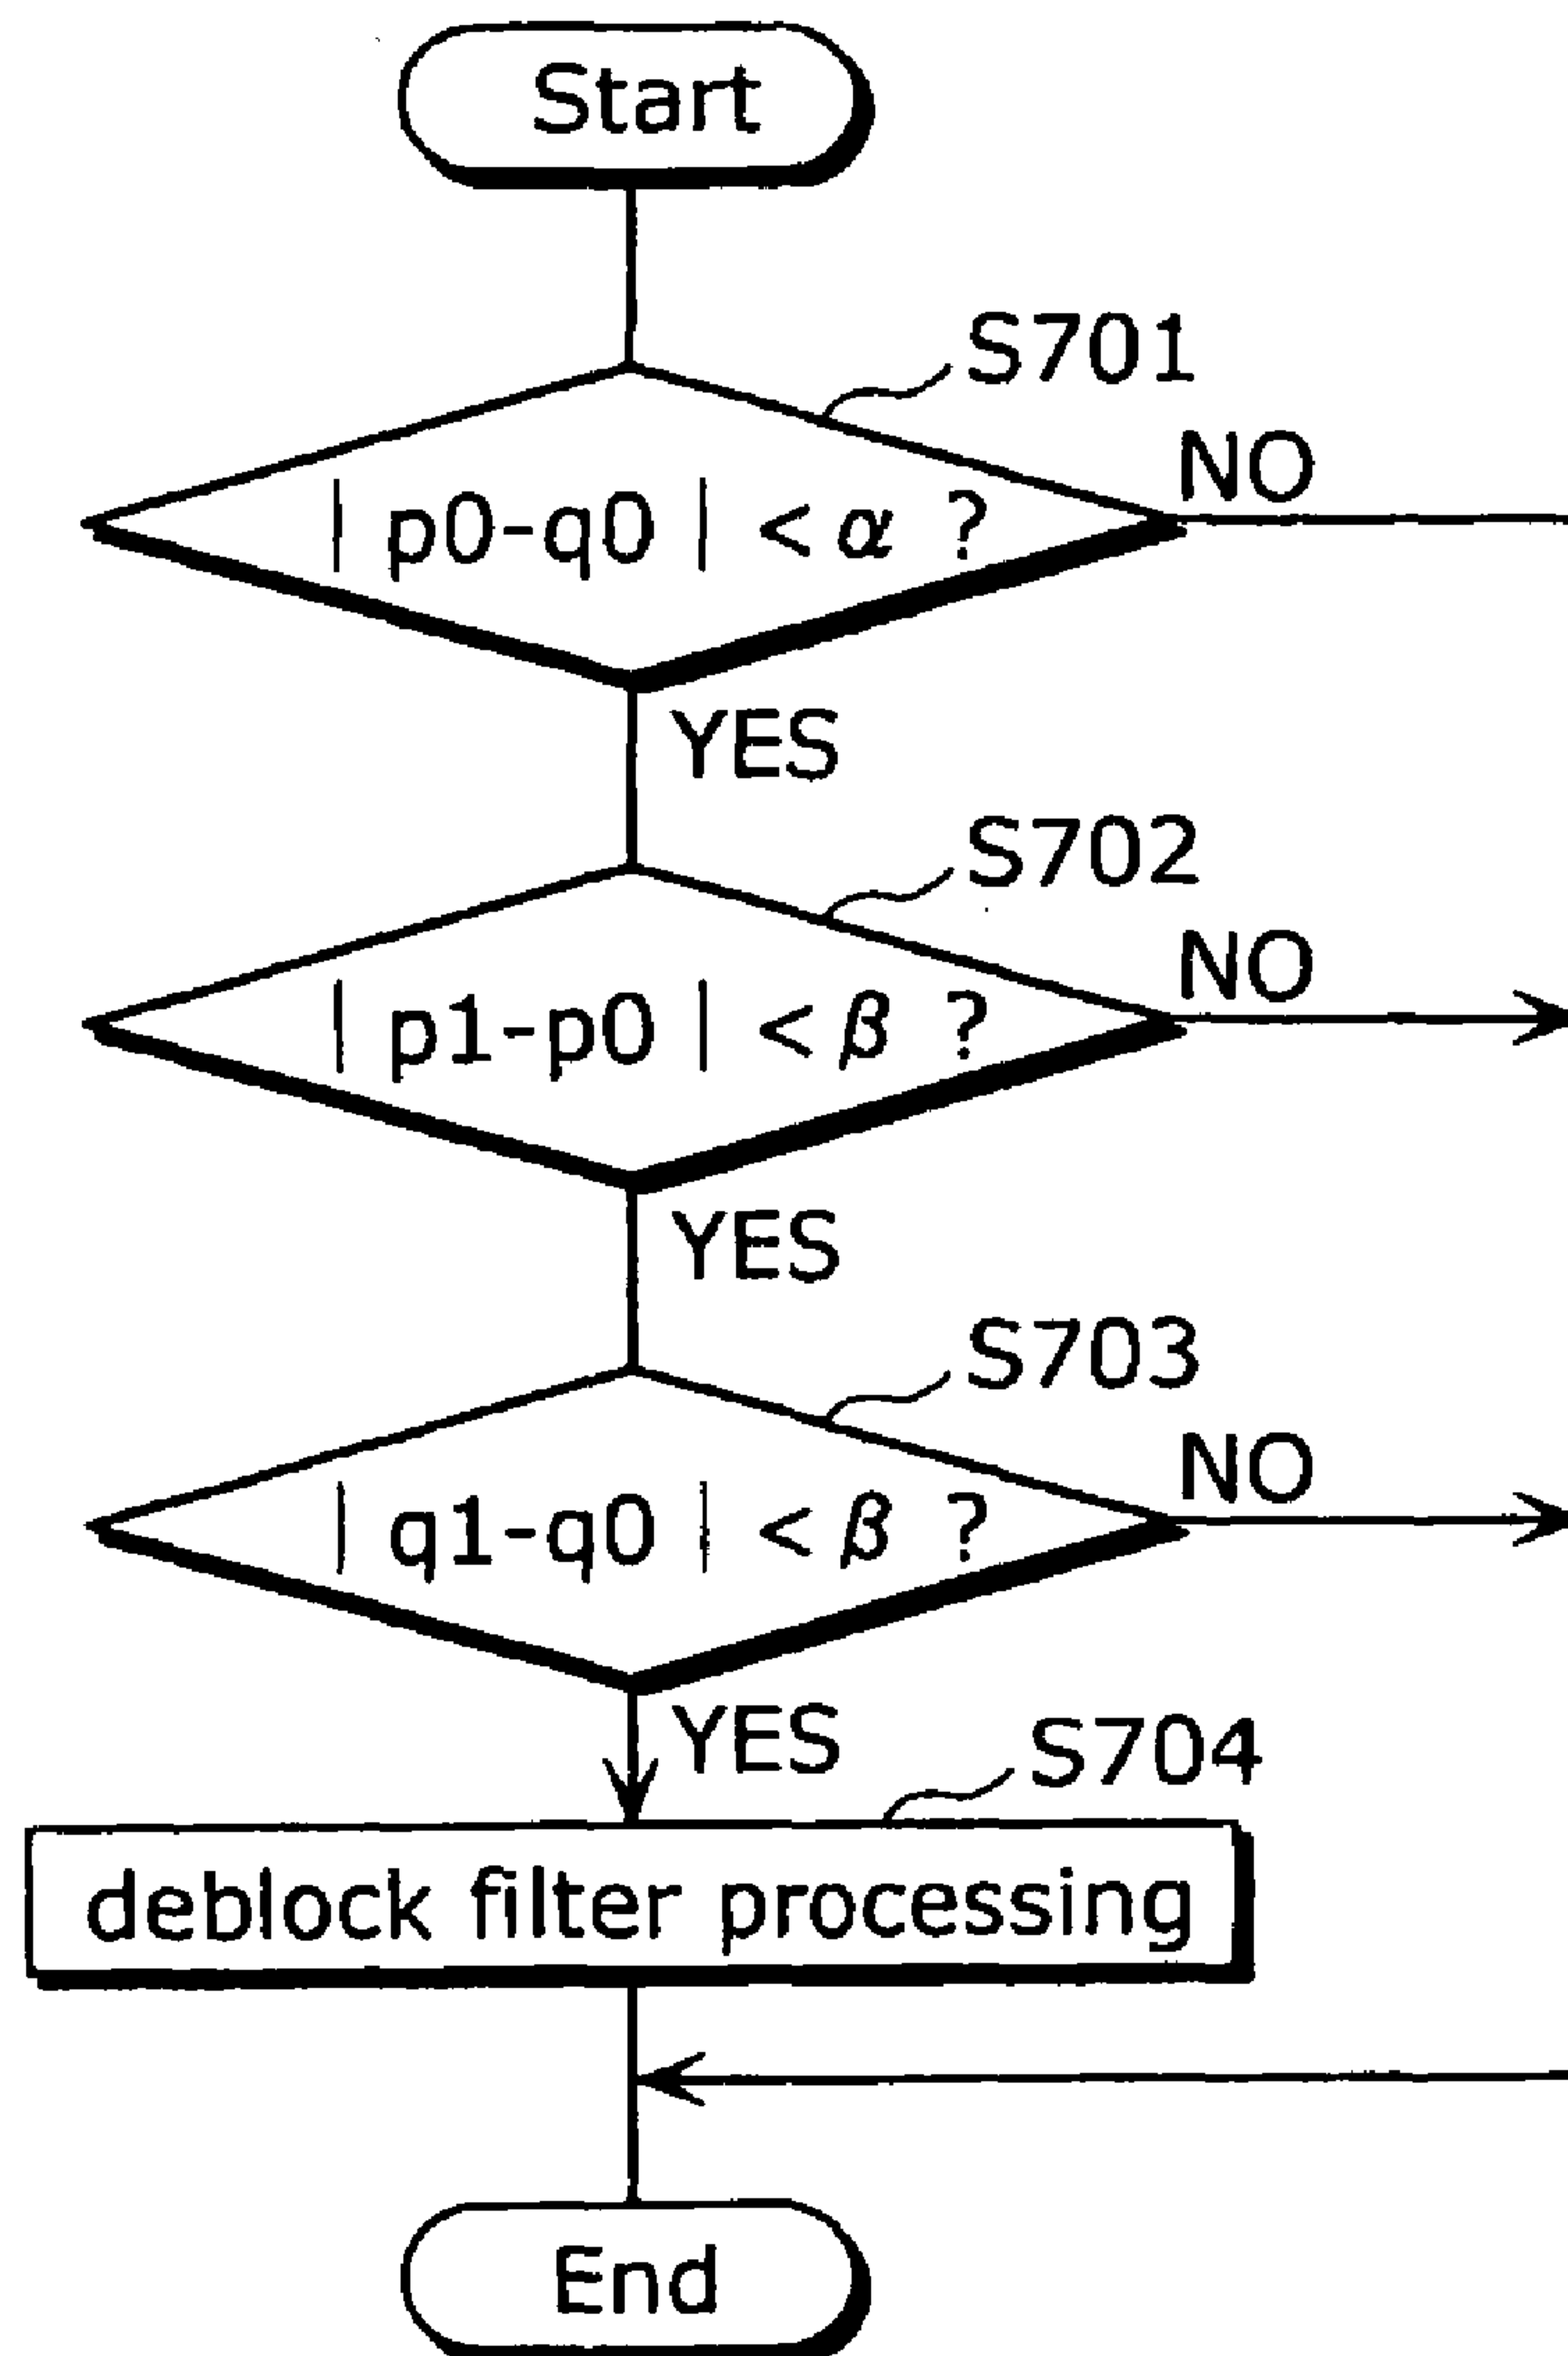 Start
S701
NO
| p0-q0 | < α ?
YES
S702
NO
| p1-p0 | < β ?
YES
S703
NO
| q1-q0 | < β ?
YES
S704
deblock filter processing
End